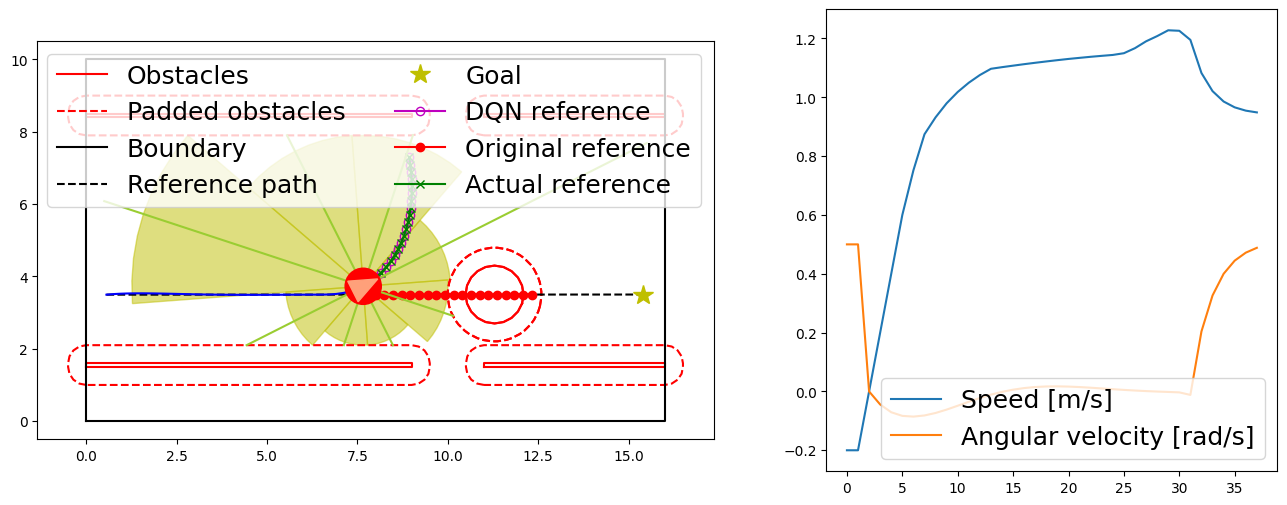 10
8
6
4
2
0
Obstacles
Padded obstacles
Boundary
Reference path
Goal
DQN reference
Original reference
Actual reference
0.0 2.5 5.0 7.5 10.0 12.5 15.0
1.2
1.0
0.8
0.6
0.4
0.2
0.0
−0.2
Speed [m/s]
Angular velocity [rad/s]
0 5 10 15 20 25 30 35